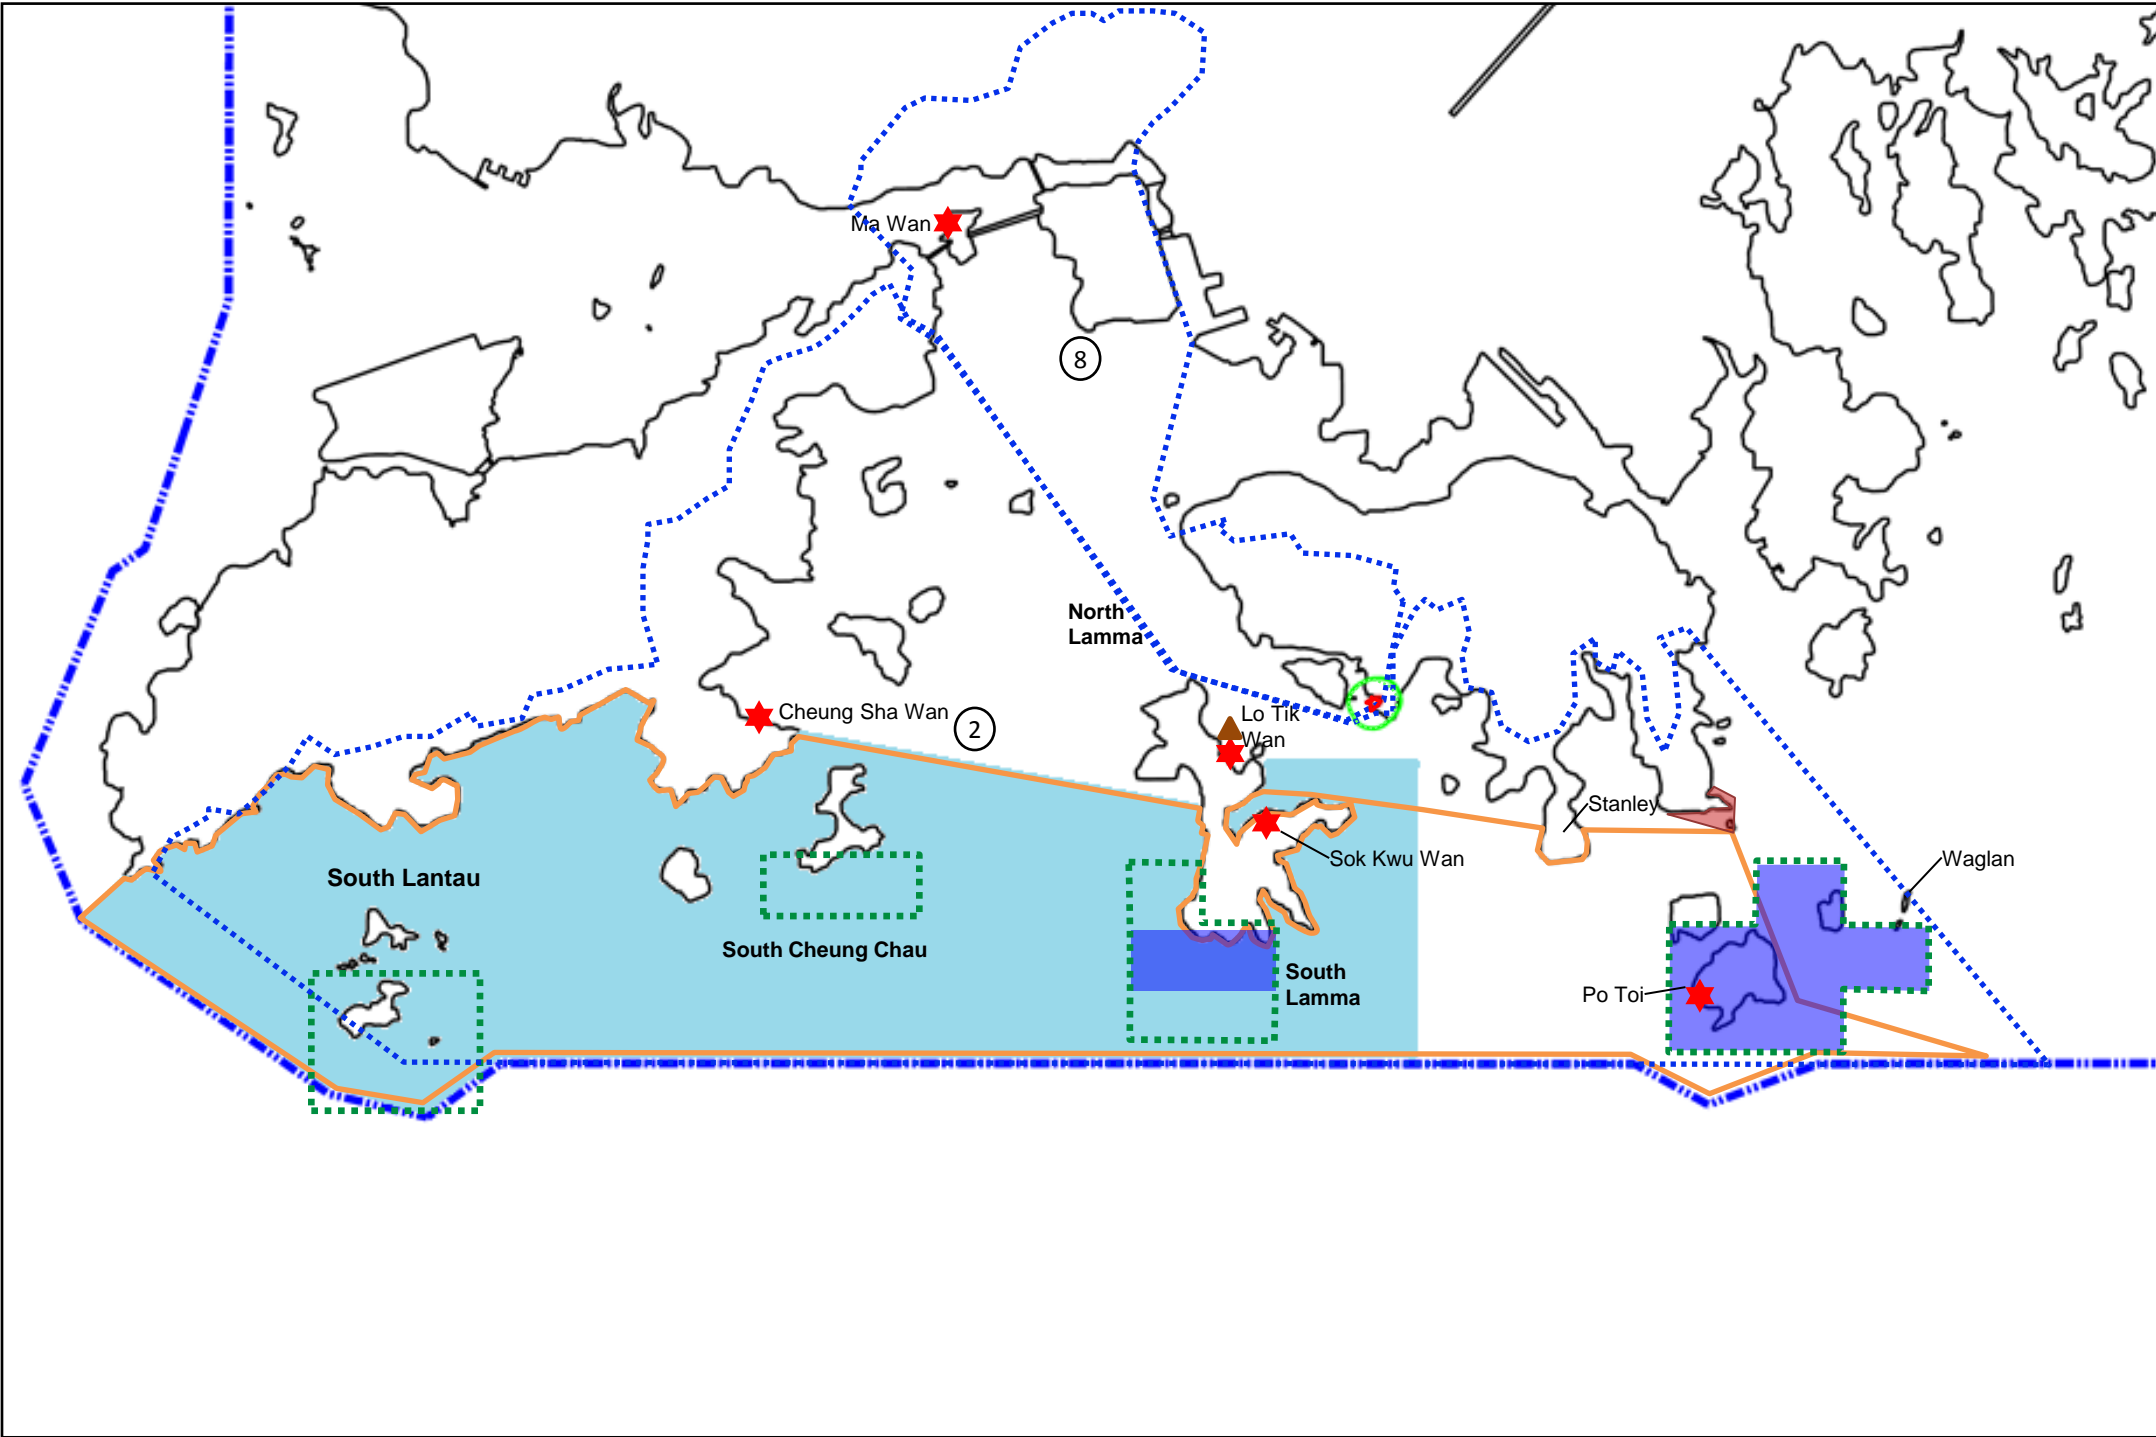 Ma Wan
8
North
Lamma
Cheung Sha Wan
2
Lo Tik
Wan
Stanley
Sok Kwu Wan
Waglan
South Lantau
South Cheung Chau
South
Lamma
Po Toi